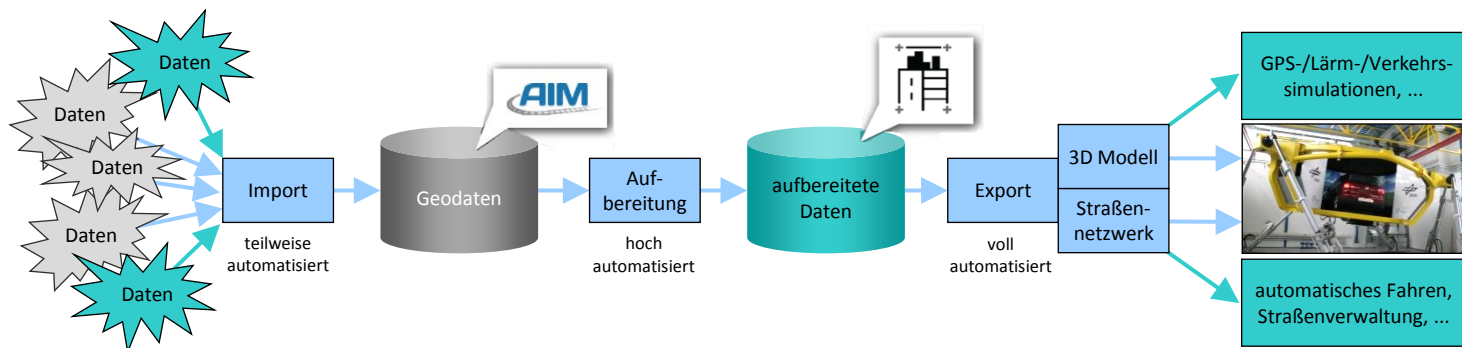 Daten
Daten
Daten
Daten
Daten
Import
teilweise
automatisiert
AIM
Geodaten
Auf-
bereitung
hoch
automatisiert
aufbereitete
Daten
Export
voll
automatisiert
3D Modell
Straßen-
netzwerk
GPS-/Lärm-/Verkehrs-
simulationen, ...
automatisches Fahren,
Straßenverwaltung, ...